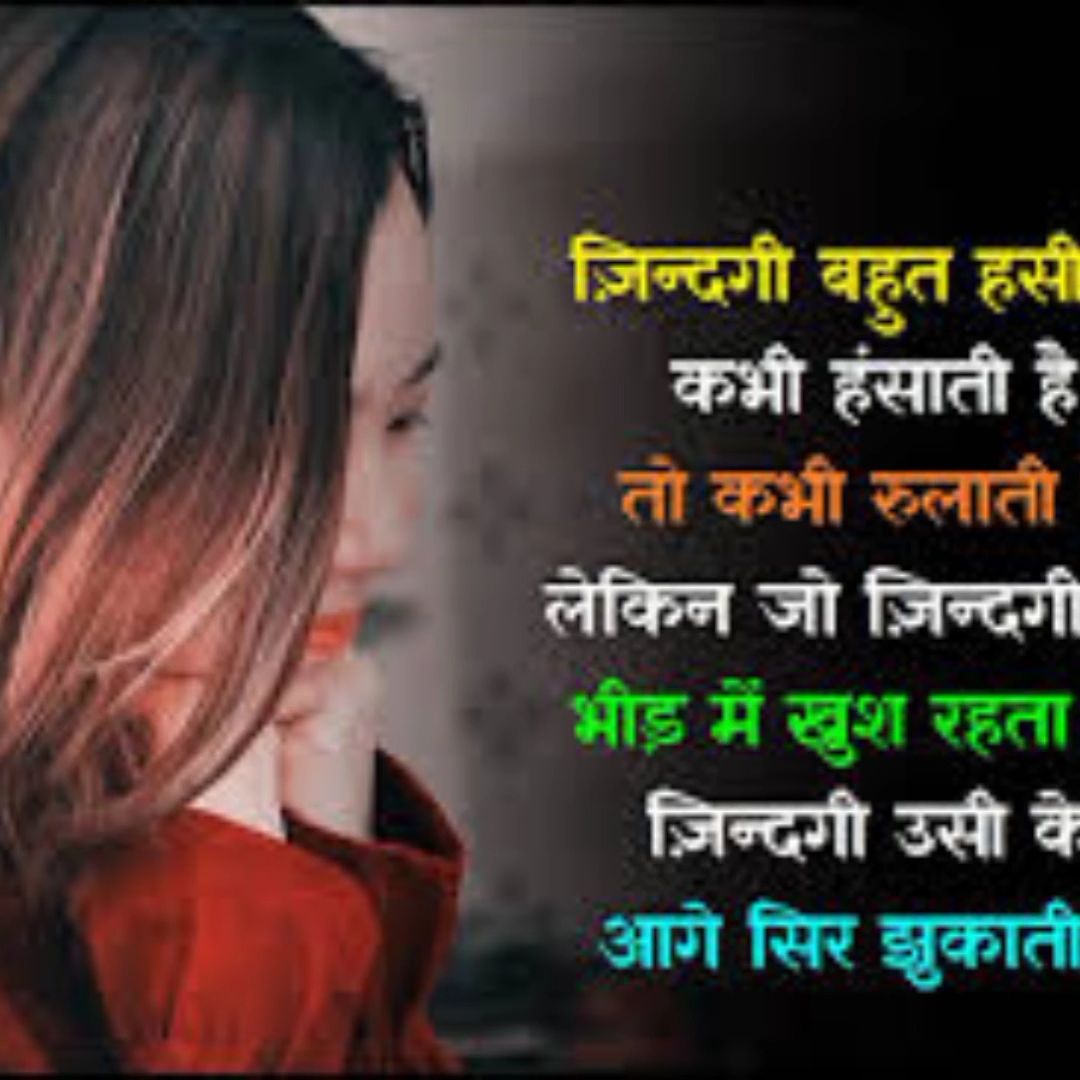 ज़िन्दगी बहुत हसी
कभी हंसाती है
तो कभी रुलाती
लेकिन जो ज़िन्दगी
भीड़ में खुश रहता
ज़िन्दगी उसी के
आगे सिर झुकाती